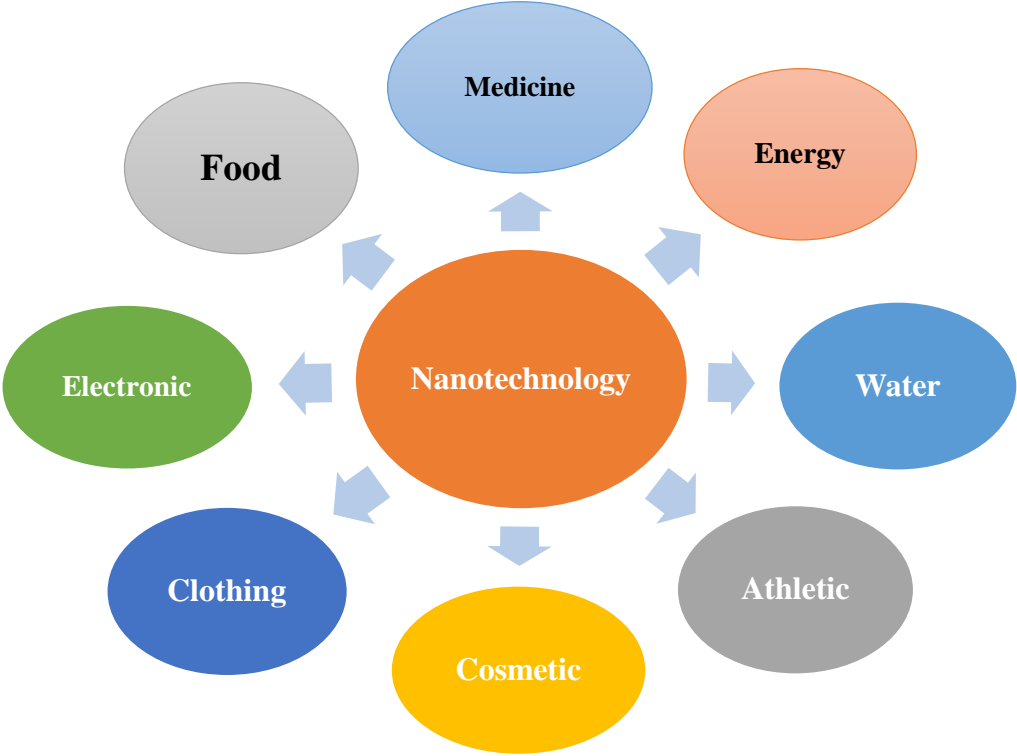 Medicine
Energy
Food
Nanotechnology
Electronic
Water
Clothing
Athletic
Cosmetic